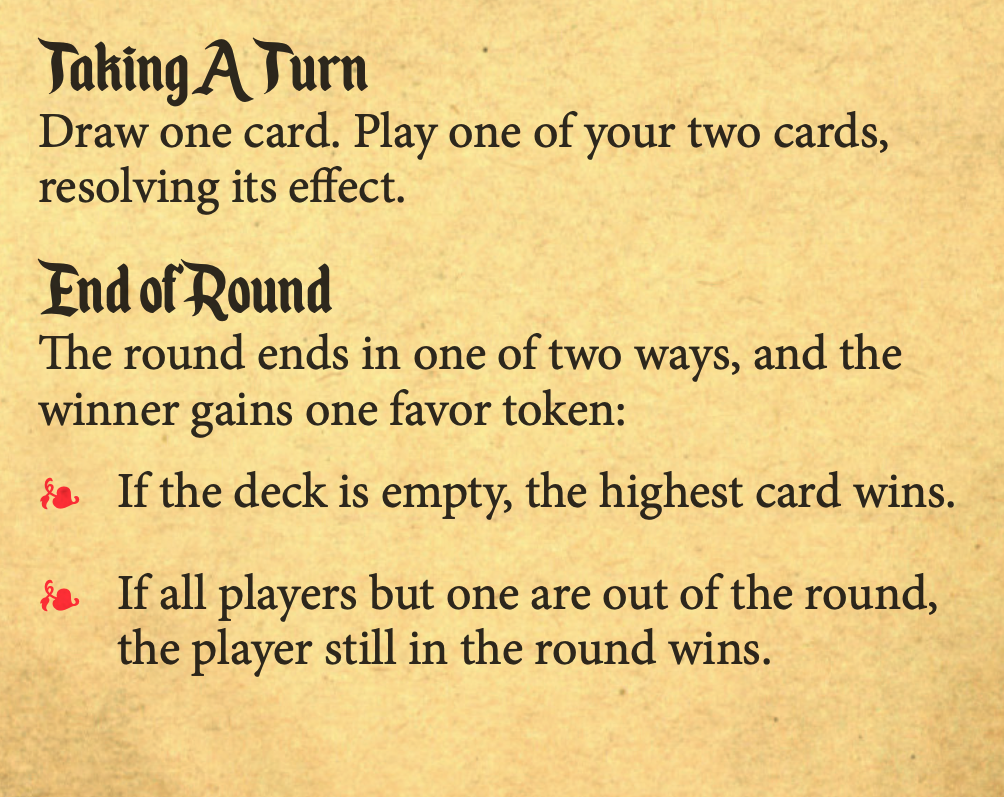 Taking A Turn
Draw one card. Play one of your two cards,
resolving its effect.
End of Round
The round ends in one of two ways, and the
winner gains one favor token:
If the deck is empty, the highest card wins.
If all players but one are out of the round,
the player still in the round wins.